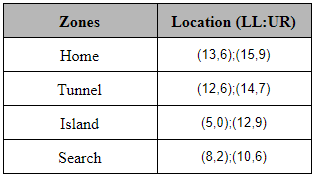 Zones Location (LL:UR)
Home (13,6);(15,9)
Tunnel (12,6);(14,7)
Island (5,0);(12,9)
Search (8,2);(10,6)